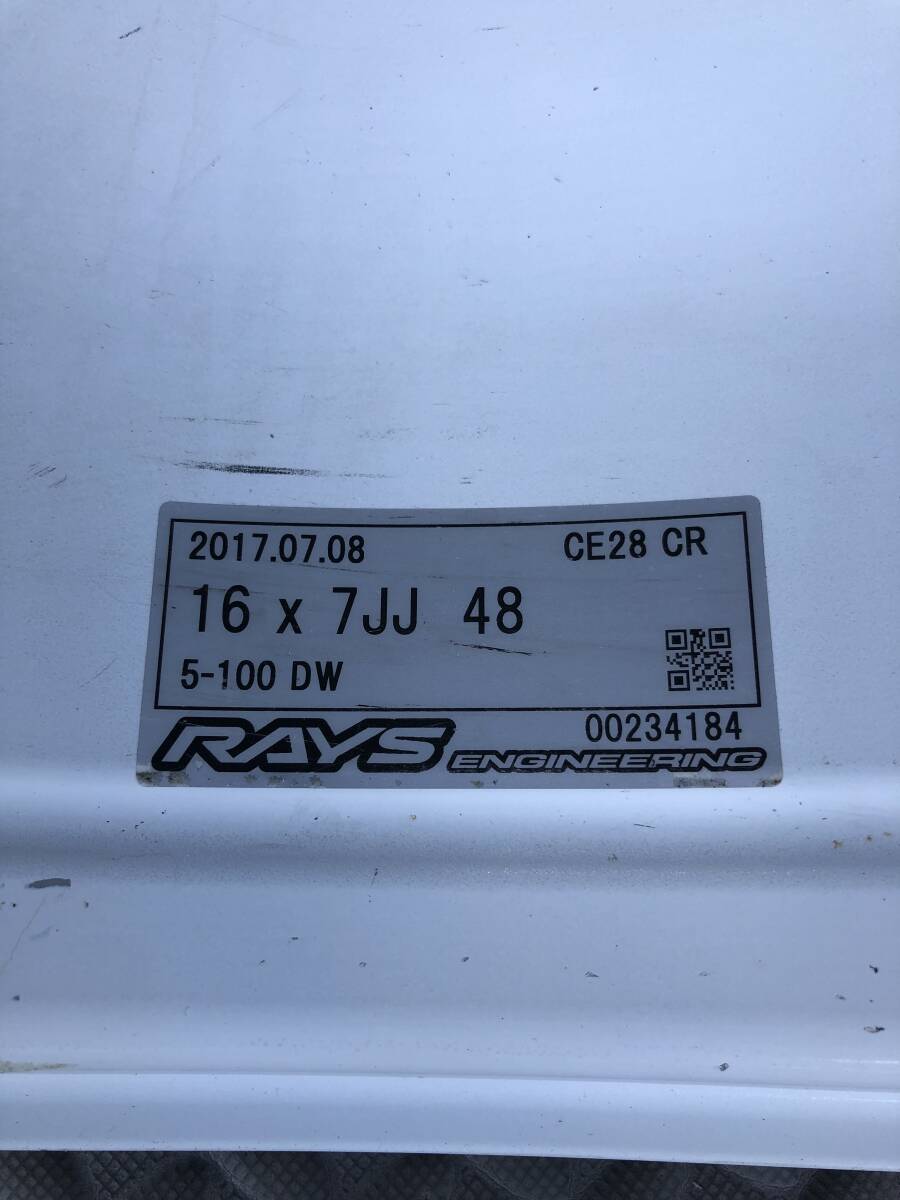 2017.07.08 CE28 CR
16 x 7JJ 48
5-100 DW
00234184
RAYS ENGINEERING